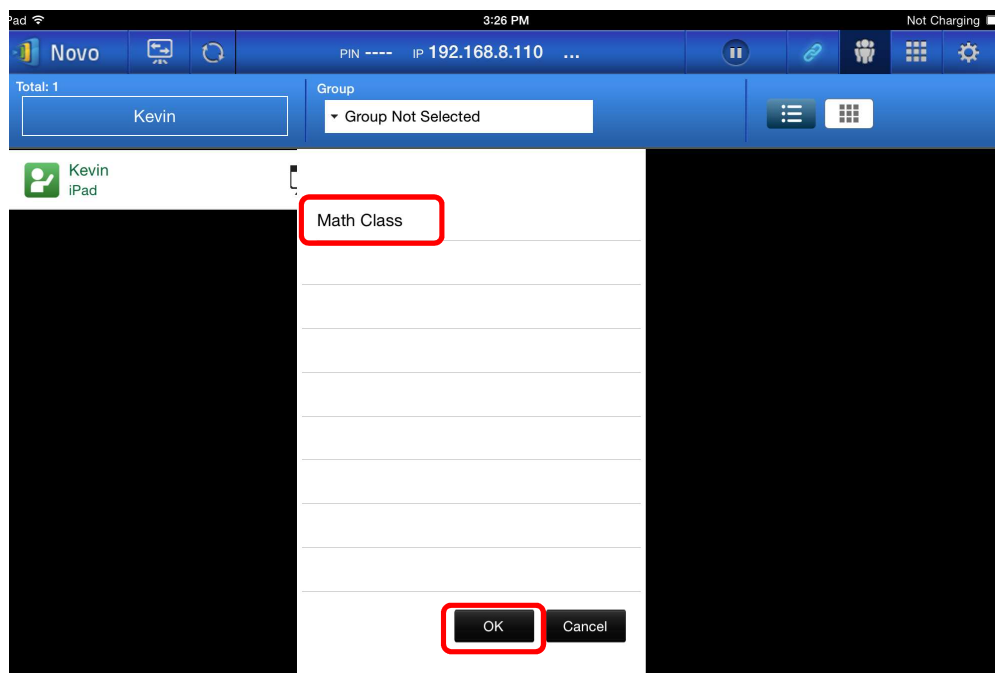 Pad 3:26 PM Not Charging
Novo PIN ---- IP 192.168.8.110 ...
Total: 1 Group
Kevin Group Not Selected
Kevin
iPad
Math Class
OK Cancel